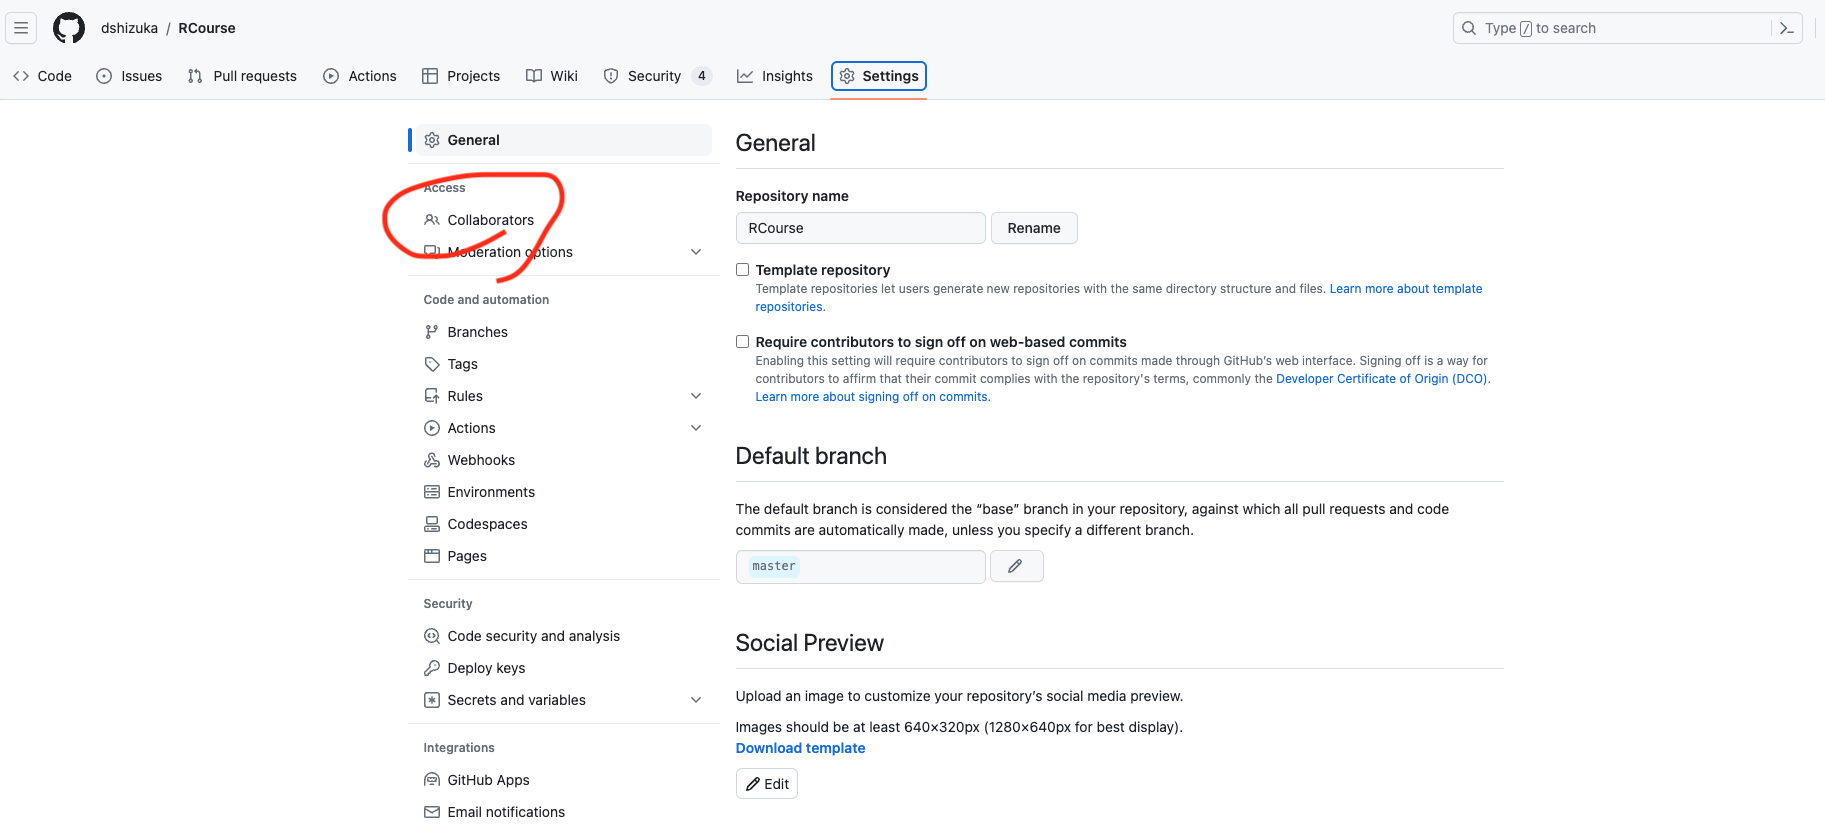 dshizuka / RCourse
Type / to search
Code Issues Pull requests Actions Projects Wiki Security 4 Insights Settings
General
Access
Collaborators
Moderation options
Code and automation
Branches
Tags
Rules
Actions
Webhooks
Environments
Codespaces
Pages
Security
Code security and analysis
Deploy keys
Secrets and variables
Integrations
GitHub Apps
Email notifications
General
Repository name
RCourse Rename
Template repository
Template repositories let users generate new repositories with the same directory structure and files. Learn more about template
repositories.
Require contributors to sign off on web-based commits
Enabling this setting will require contributors to sign off on commits made through GitHub's web interface. Signing off is a way for
contributors to affirm that their commit complies with the repository's terms, commonly the Developer Certificate of Origin (DCO).
Learn more about signing off on commits.
Default branch
The default branch is considered the “base” branch in your repository, against which all pull requests and code
commits are automatically made, unless you specify a different branch.
master
Social Preview
Upload an image to customize your repository's social media preview.
Images should be at least 640×320px (1280×640px for best display).
Download template
Edit